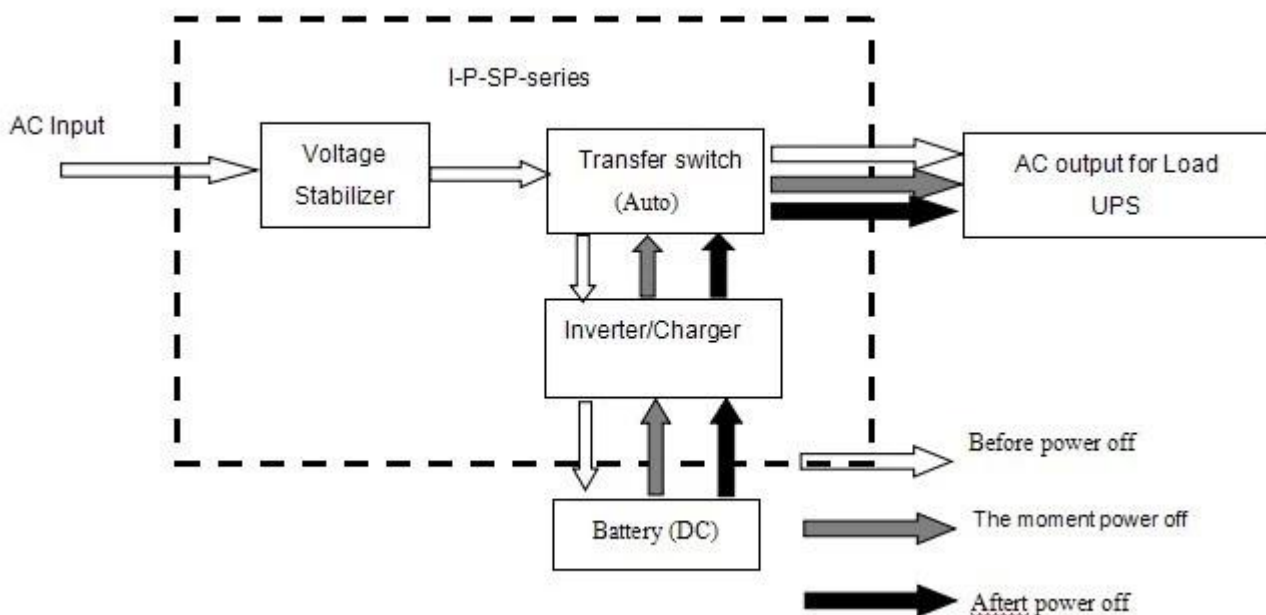 I-P-SP-series
AC Input
Voltage
Stabilizer
Transfer switch
(Auto)
AC output for Load
UPS
Inverter/Charger
Battery (DC)
Before power off
The moment power off
Aftert power off